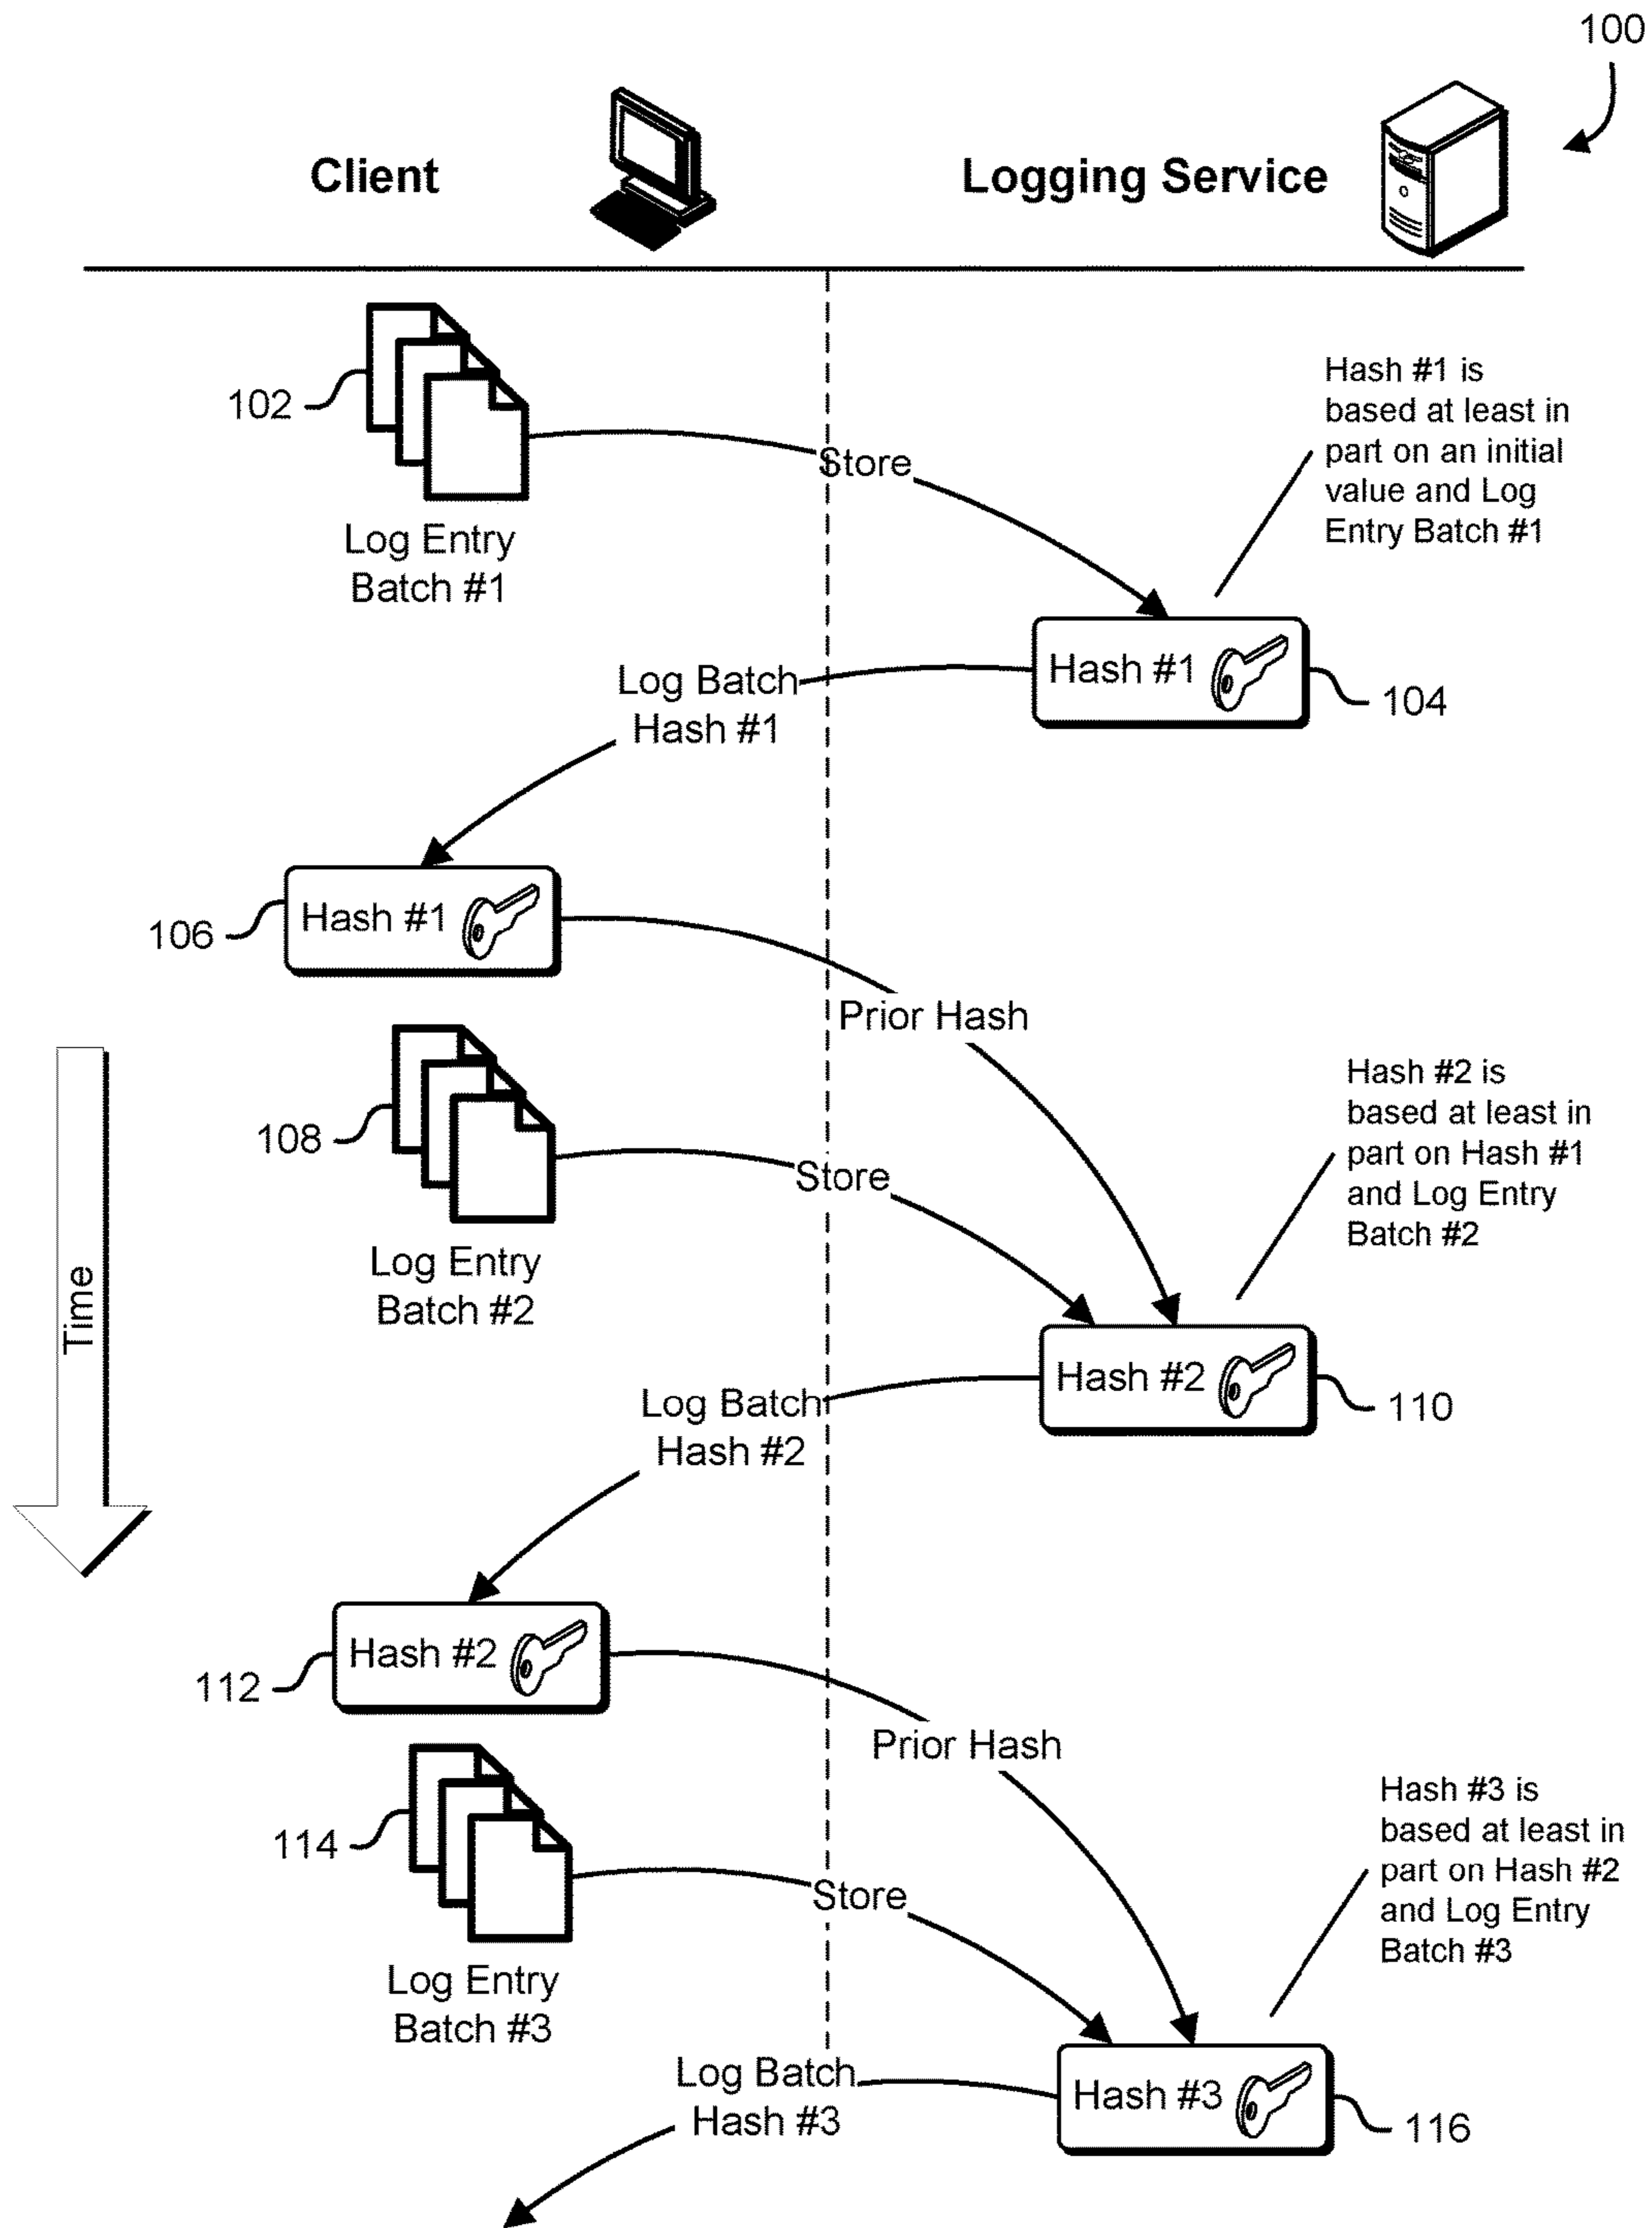 100
Client
Logging Service
Hash #1 is
based at least in
part on an initial
value and Log
Entry Batch #1
102
Store
Log Entry
Batch #1
Hash #1
104
Log Batch
Hash #1
Hash #1
106
Prior Hash
Hash #2 is
based at least in
part on Hash #1
and Log Entry
Batch #2
108
Store
Log Entry
Batch #2
Time
Hash #2
110
Log Batch
Hash #2
Hash #2
112
Prior Hash
Hash #3 is
based at least in
part on Hash #2
and Log Entry
Batch #3
114
Store
Log Entry
Batch #3
Log Batch
Hash #3
Hash #3
116